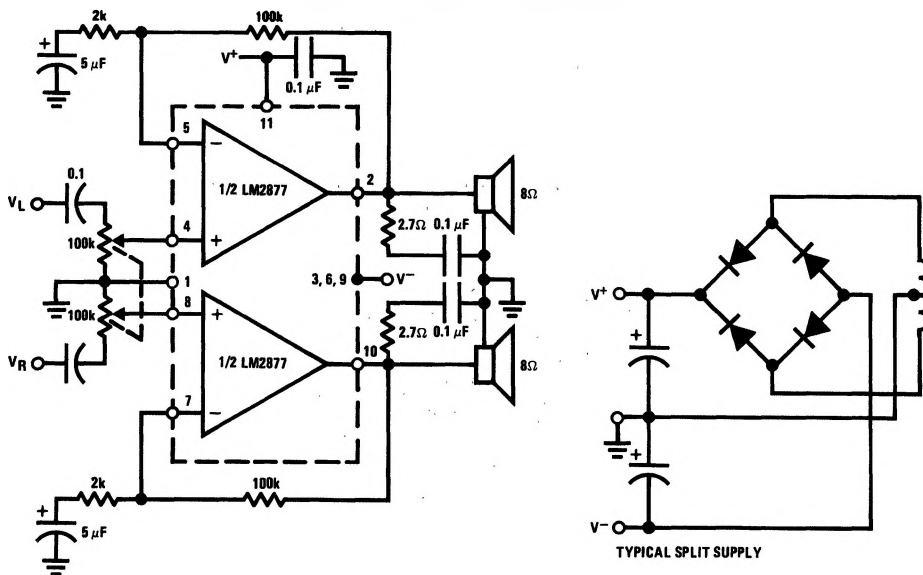 2k
100k
V+
0.1 μF
5 μF
11
5
−
0.1
VL
1/2 LM2877
2
8Ω
100k
4
+
2.7Ω
0.1 μF
1
3, 6, 9
V−
100k
8
+
2.7Ω
0.1 μF
VR
1/2 LM2877
10
8Ω
7
−
2k
100k
+
5 μF
+
V+
+
+
V−
TYPICAL SPLIT SUPPLY